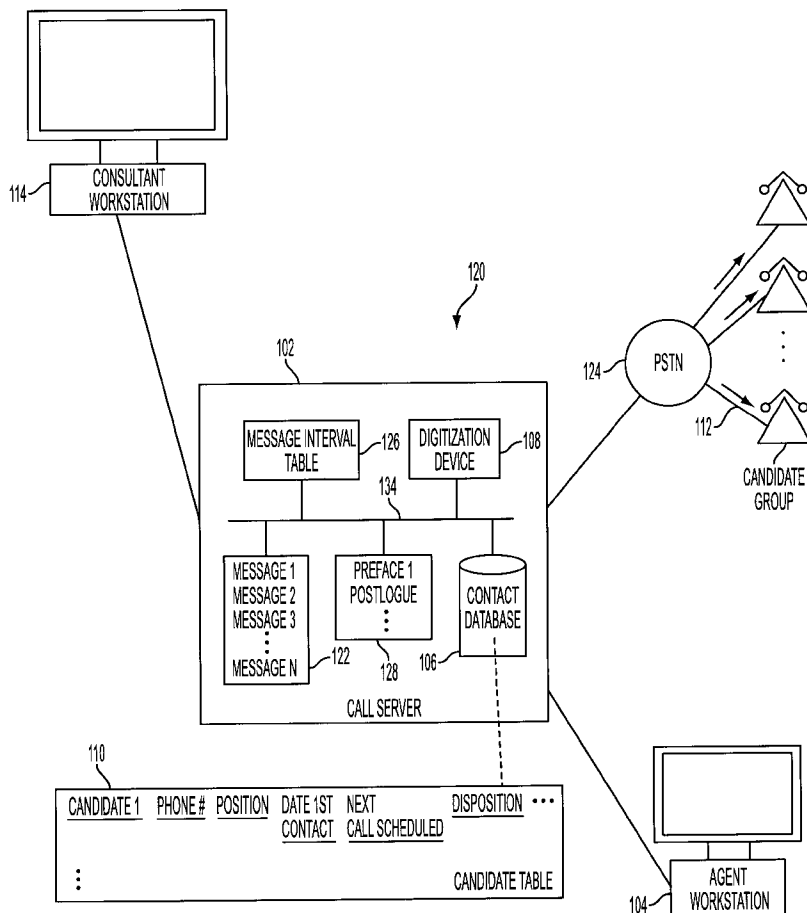 114
CONSULTANT
WORKSTATION
120
124
PSTN
112
CANDIDATE
GROUP
102
MESSAGE INTERVAL
TABLE
126
DIGITIZATION
DEVICE
108
134
MESSAGE 1
MESSAGE 2
MESSAGE 3
MESSAGE N
122
PREFACE 1
POSTLOGUE
128
CONTACT
DATABASE
106
CALL SERVER
110
CANDIDATE 1 PHONE # POSITION DATE 1ST NEXT DISPOSITION ...
CONTACT CALL SCHEDULED
CANDIDATE TABLE
104
AGENT
WORKSTATION